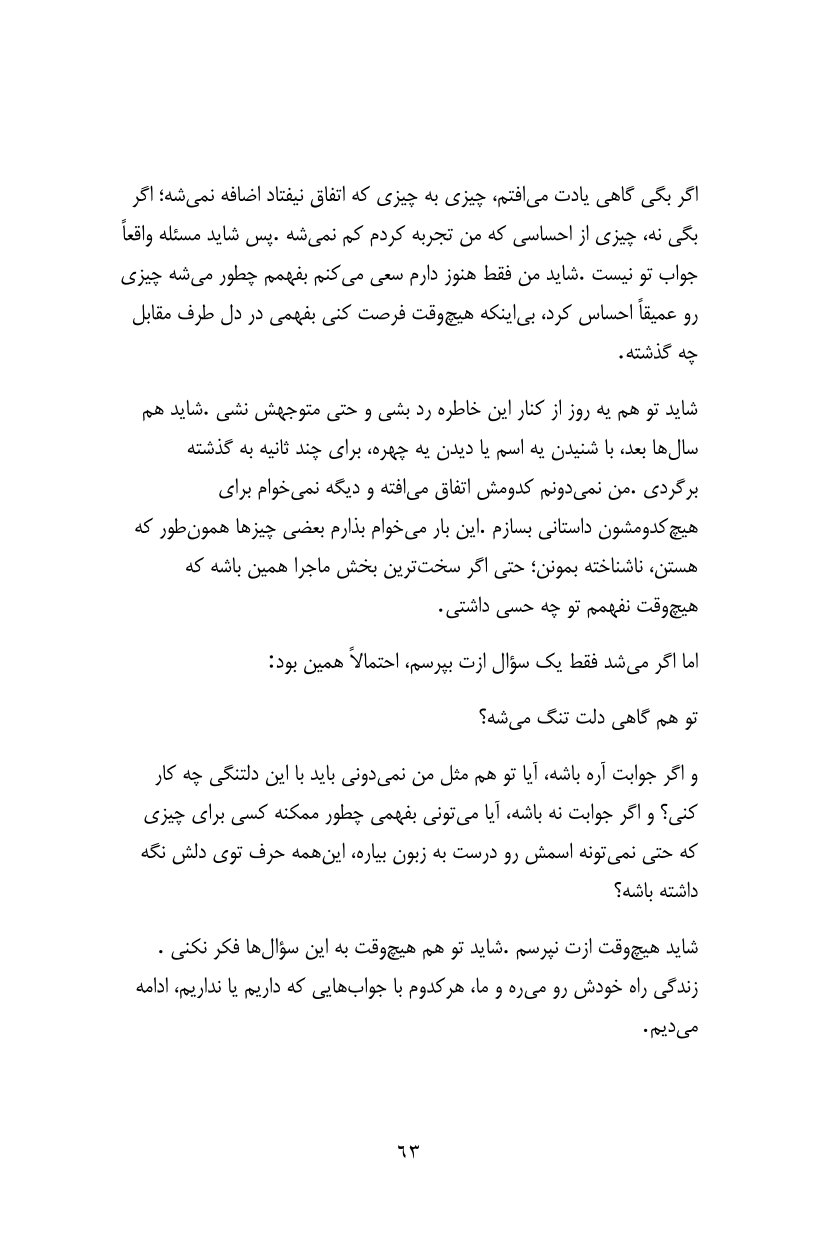 اگر بگی گاهی یادت می‌افتم، چیزی به چیزی که اتفاق نیفتاد اضافه نمی‌شه؛ اگر
بگی نه، چیزی از احساسی که من تجربه کردم کم نمی‌شه .پس شاید مسئله واقعاً
جواب تو نیست .شاید من فقط هنوز دارم سعی می‌کنم بفهمم چطور می‌شه چیزی
رو عمیقاً احساس کرد، بی‌اینکه هیچ‌وقت فرصت کنی بفهمی در دل طرف مقابل
چه گذشته.
شاید تو هم یه روز از کنار این خاطره رد بشی و حتی متوجهش نشی .شاید هم
سال‌ها بعد، با شنیدن یه اسم یا دیدن یه چهره، برای چند ثانیه به گذشته
برگردی .من نمی‌دونم کدومش اتفاق می‌افته و دیگه نمی‌خوام برای
هیچ‌کدومشون داستانی بسازم .این بار می‌خوام بذارم بعضی چیزها همون‌طور که
هستن، ناشناخته بمونن؛ حتی اگر سخت‌ترین بخش ماجرا همین باشه که
هیچ‌وقت نفهمم تو چه حسی داشتی.
اما اگر می‌شد فقط یک سؤال ازت بپرسم، احتمالاً همین بود:
تو هم گاهی دلت تنگ می‌شه؟
و اگر جوابت آره باشه، آیا تو هم مثل من نمی‌دونی باید با این دلتنگی چه کار
کنی؟ و اگر جوابت نه باشه، آیا می‌تونی بفهمی چطور ممکنه کسی برای چیزی
که حتی نمی‌تونه اسمش رو درست به زبون بیاره، این‌همه حرف توی دلش نگه
داشته باشه؟
شاید هیچ‌وقت ازت نپرسم .شاید تو هم هیچ‌وقت به این سؤال‌ها فکر نکنی .
زندگی راه خودش رو می‌ره و ما، هرکدوم با جواب‌هایی که داریم یا نداریم، ادامه
می‌دیم.
۶۳